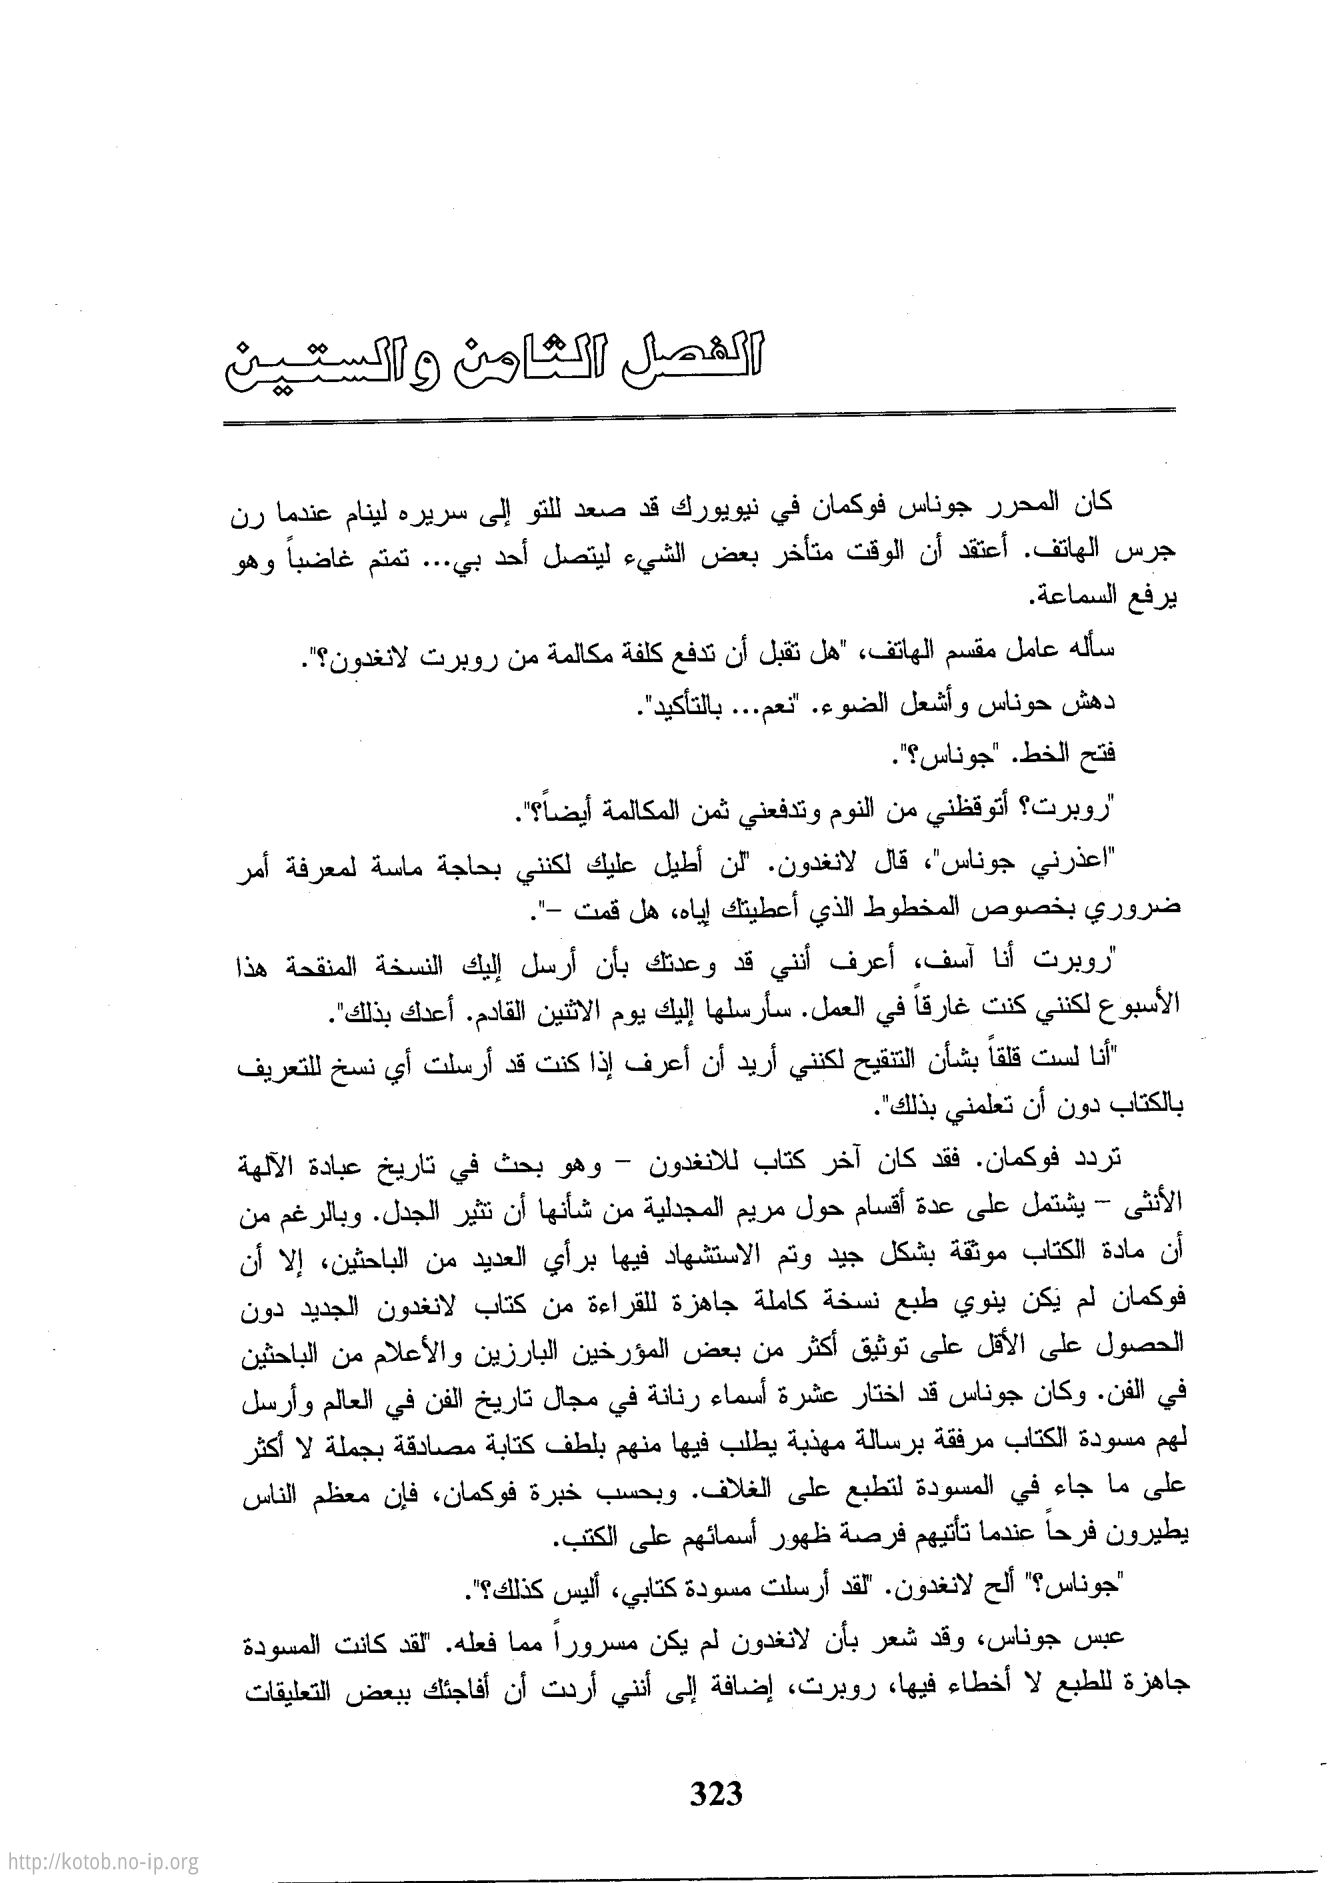 الفصل الثامن والستين
كان المحرر جوناس فوكمان في نيويورك قد صعد للتو إلى سريره لينام عندما رن
جرس الهاتف. أعتقد أن الوقت متأخر بعض الشيء ليتصل أحد بي... تمتم غاضباً وهو
يرفع السماعة.
سأله عامل مقسم الهاتف، "هل تقبل أن تدفع كلفة مكالمة من روبرت لانغدون؟".
دهش حوناس وأشعل الضوء. "نعم... بالتأكيد".
فتح الخط. "جوناس؟".
"روبرت؟ أتوقظني من النوم وتدفعني ثمن المكالمة أيضاً؟".
"اعذرني جوناس"، قال لانغدون. "لن أطيل عليك لكنني بحاجة ماسة لمعرفة أمر
ضروري بخصوص المخطوط الذي أعطيتك إياه، هل قمت –".
"روبرت أنا آسف، أعرف أنني قد وعدتك بأن أرسل إليك النسخة المنقحة هذا
الأسبوع لكنني كنت غارقاً في العمل. سأرسلها إليك يوم الاثنين القادم. أعدك بذلك".
"أنا لست قلقاً بشأن التنقيح لكنني أريد أن أعرف إذا كنت قد أرسلت أي نسخ للتعريف
بالكتاب دون أن تعلمني بذلك".
تردد فوكمان. فقد كان آخر كتاب للانغدون – وهو بحث في تاريخ عبادة الآلهة
الأنثى – يشتمل على عدة أقسام حول مريم المجدلية من شأنها أن تثير الجدل. وبالرغم من
أن مادة الكتاب موثقة بشكل جيد وتم الاستشهاد فيها برأي العديد من الباحثين، إلا أن
فوكمان لم يكن ينوي طبع نسخة كاملة جاهزة للقراءة من كتاب لانغدون الجديد دون
الحصول على الأقل على توثيق أكثر من بعض المؤرخين البارزين والأعلام من الباحثين
في الفن. وكان جوناس قد اختار عشرة أسماء رنانة في مجال تاريخ الفن في العالم وأرسل
لهم مسودة الكتاب مرفقة برسالة مهذبة يطلب فيها منهم بلطف كتابة مصادقة بجملة لا أكثر
على ما جاء في المسودة لتطبع على الغلاف. وبحسب خبرة فوكمان، فإن معظم الناس
يطيرون فرحاً عندما تأتيهم فرصة ظهور أسمائهم على الكتب.
"جوناس؟" ألح لانغدون. "لقد أرسلت مسودة كتابي، أليس كذلك؟".
عبس جوناس، وقد شعر بأن لانغدون لم يكن مسروراً مما فعله. "لقد كانت المسودة
جاهزة للطبع لا أخطاء فيها، روبرت، إضافة إلى أنني أردت أن أفاجئك ببعض التعليقات
323
http://kotob.no-ip.org